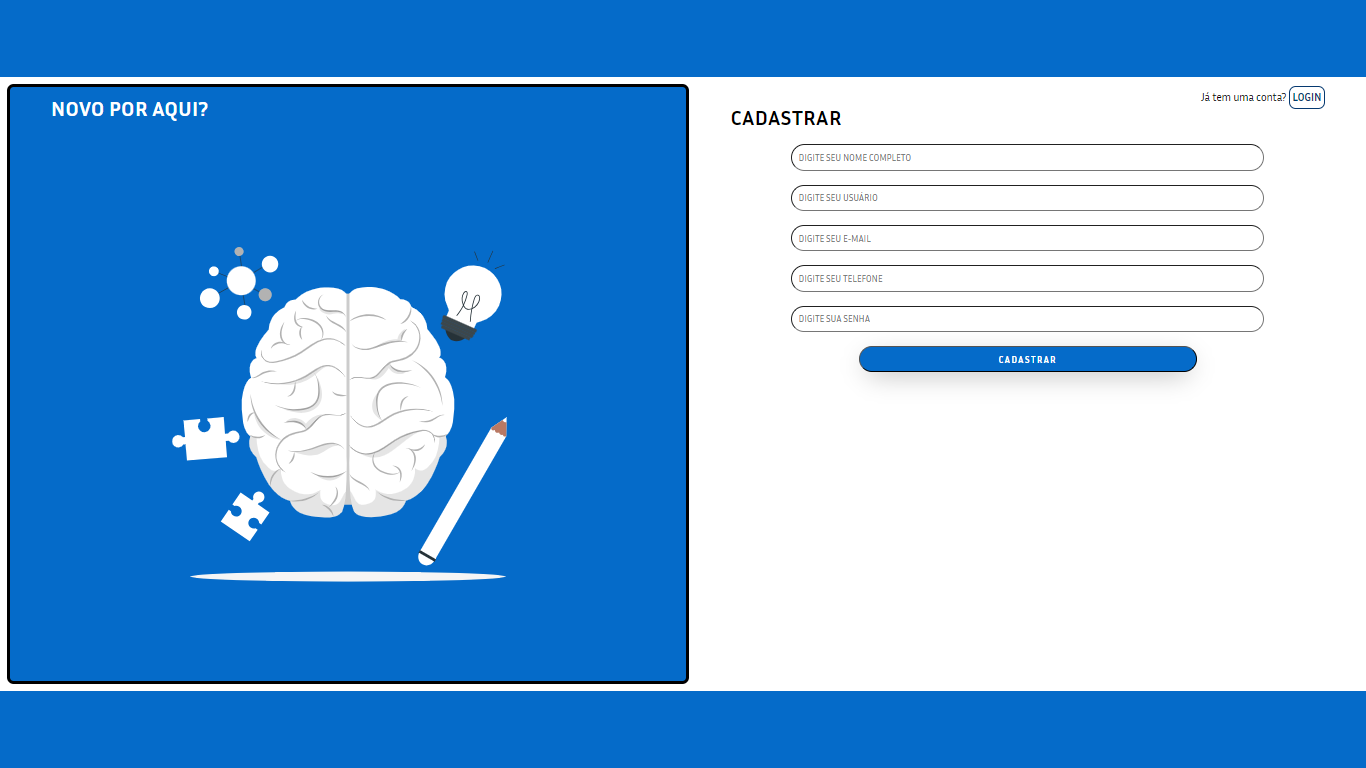 NOVO POR AQUI?
Já tem uma conta? LOGIN
CADASTRAR
DIGITE SEU NOME COMPLETO
DIGITE SEU USUÁRIO
DIGITE SEU E-MAIL
DIGITE SEU TELEFONE
DIGITE SUA SENHA
CADASTRAR